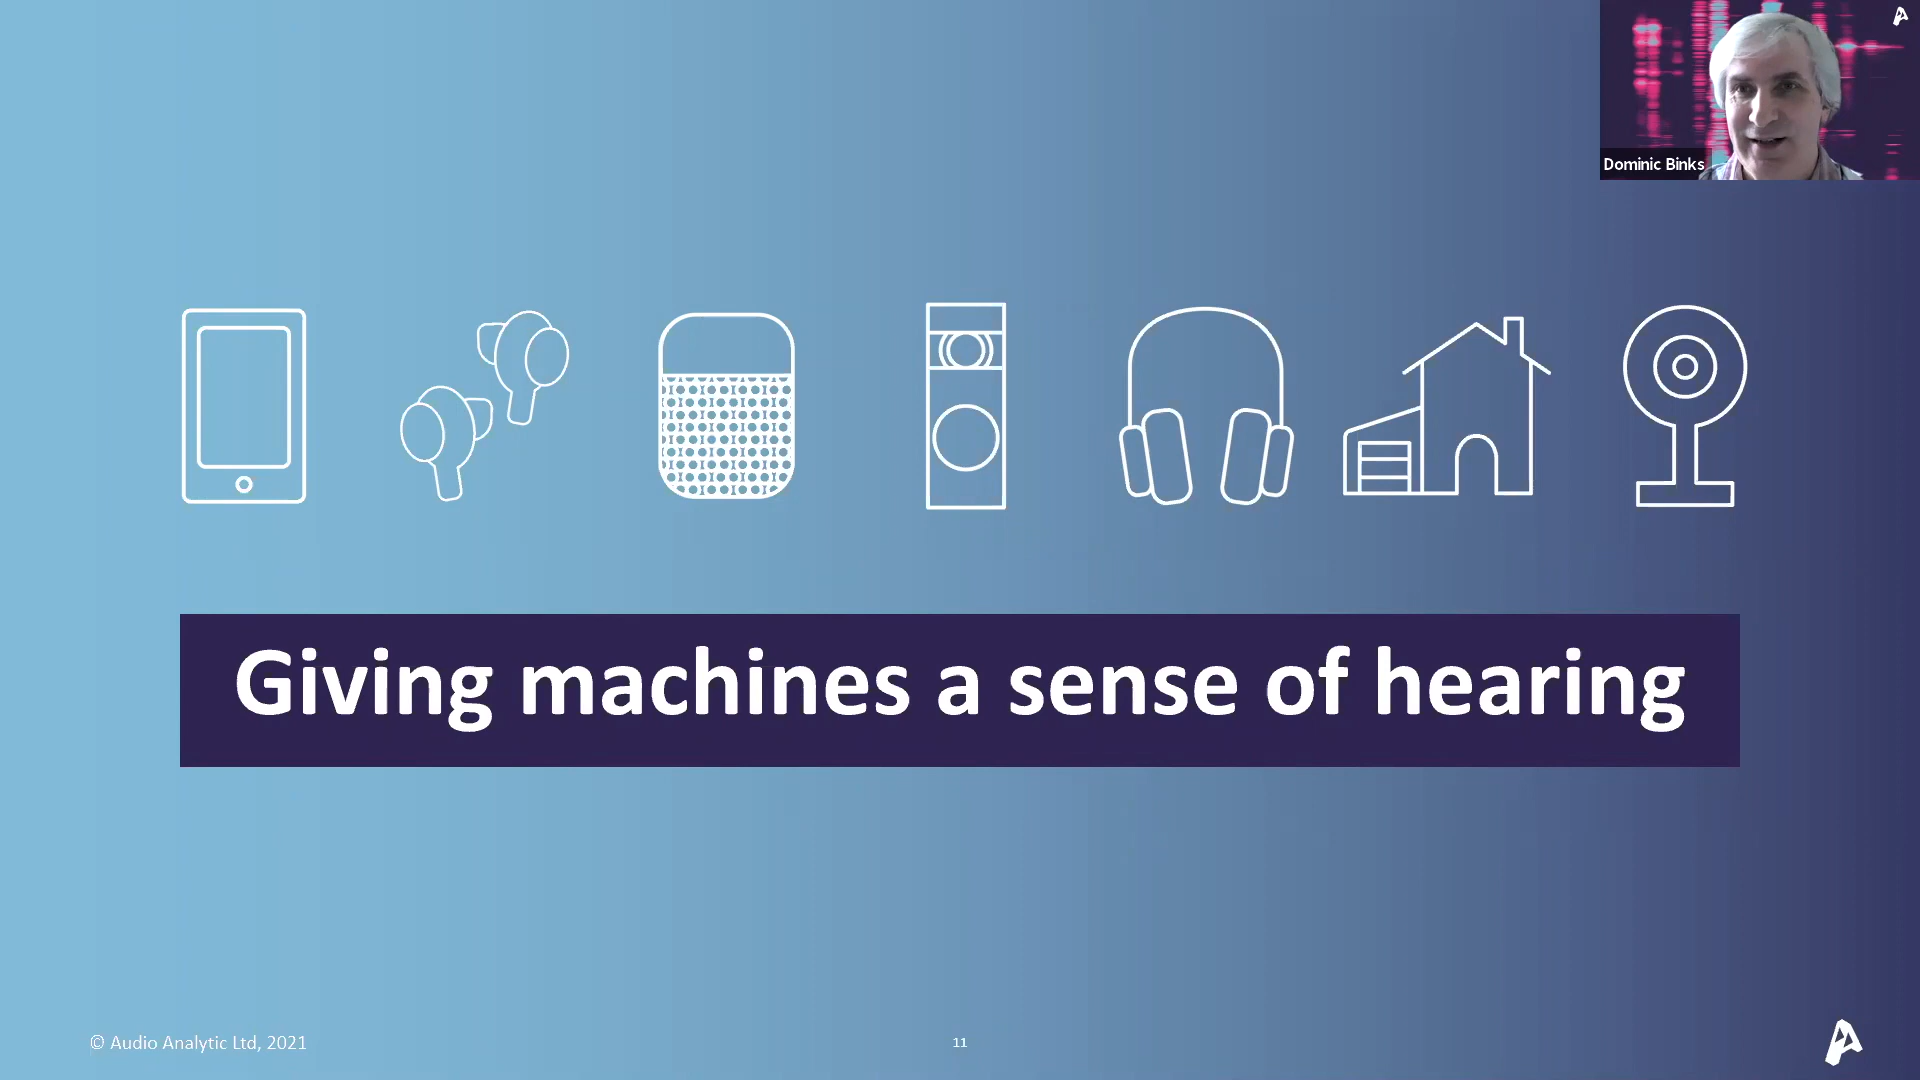 Dominic Binks
Giving machines a sense of hearing
© Audio Analytic Ltd, 2021
11